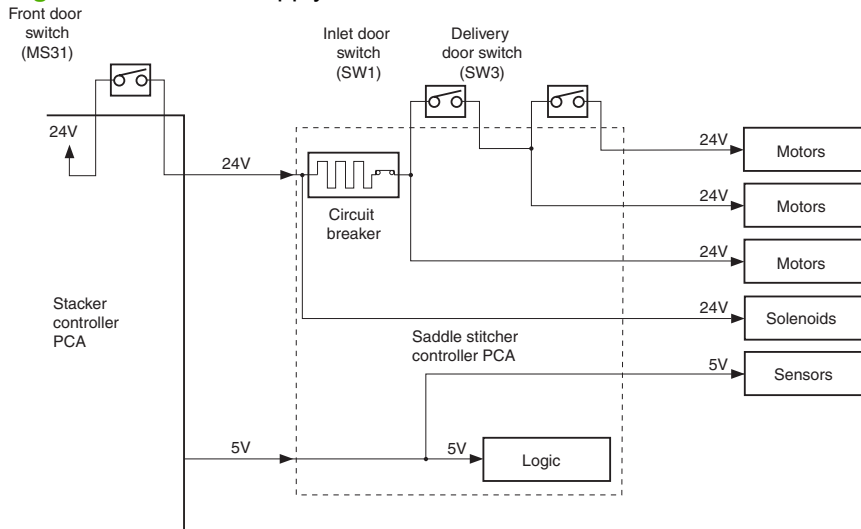 Front door
switch
(MS31)
Inlet door
switch
(SW1)
Delivery
door switch
(SW3)
24V
24V
Circuit
breaker
24V
Motors
24V
Motors
24V
Motors
24V
Solenoids
Stacker
controller
PCA
Saddle stitcher
controller PCA
5V
Sensors
5V
5V
Logic